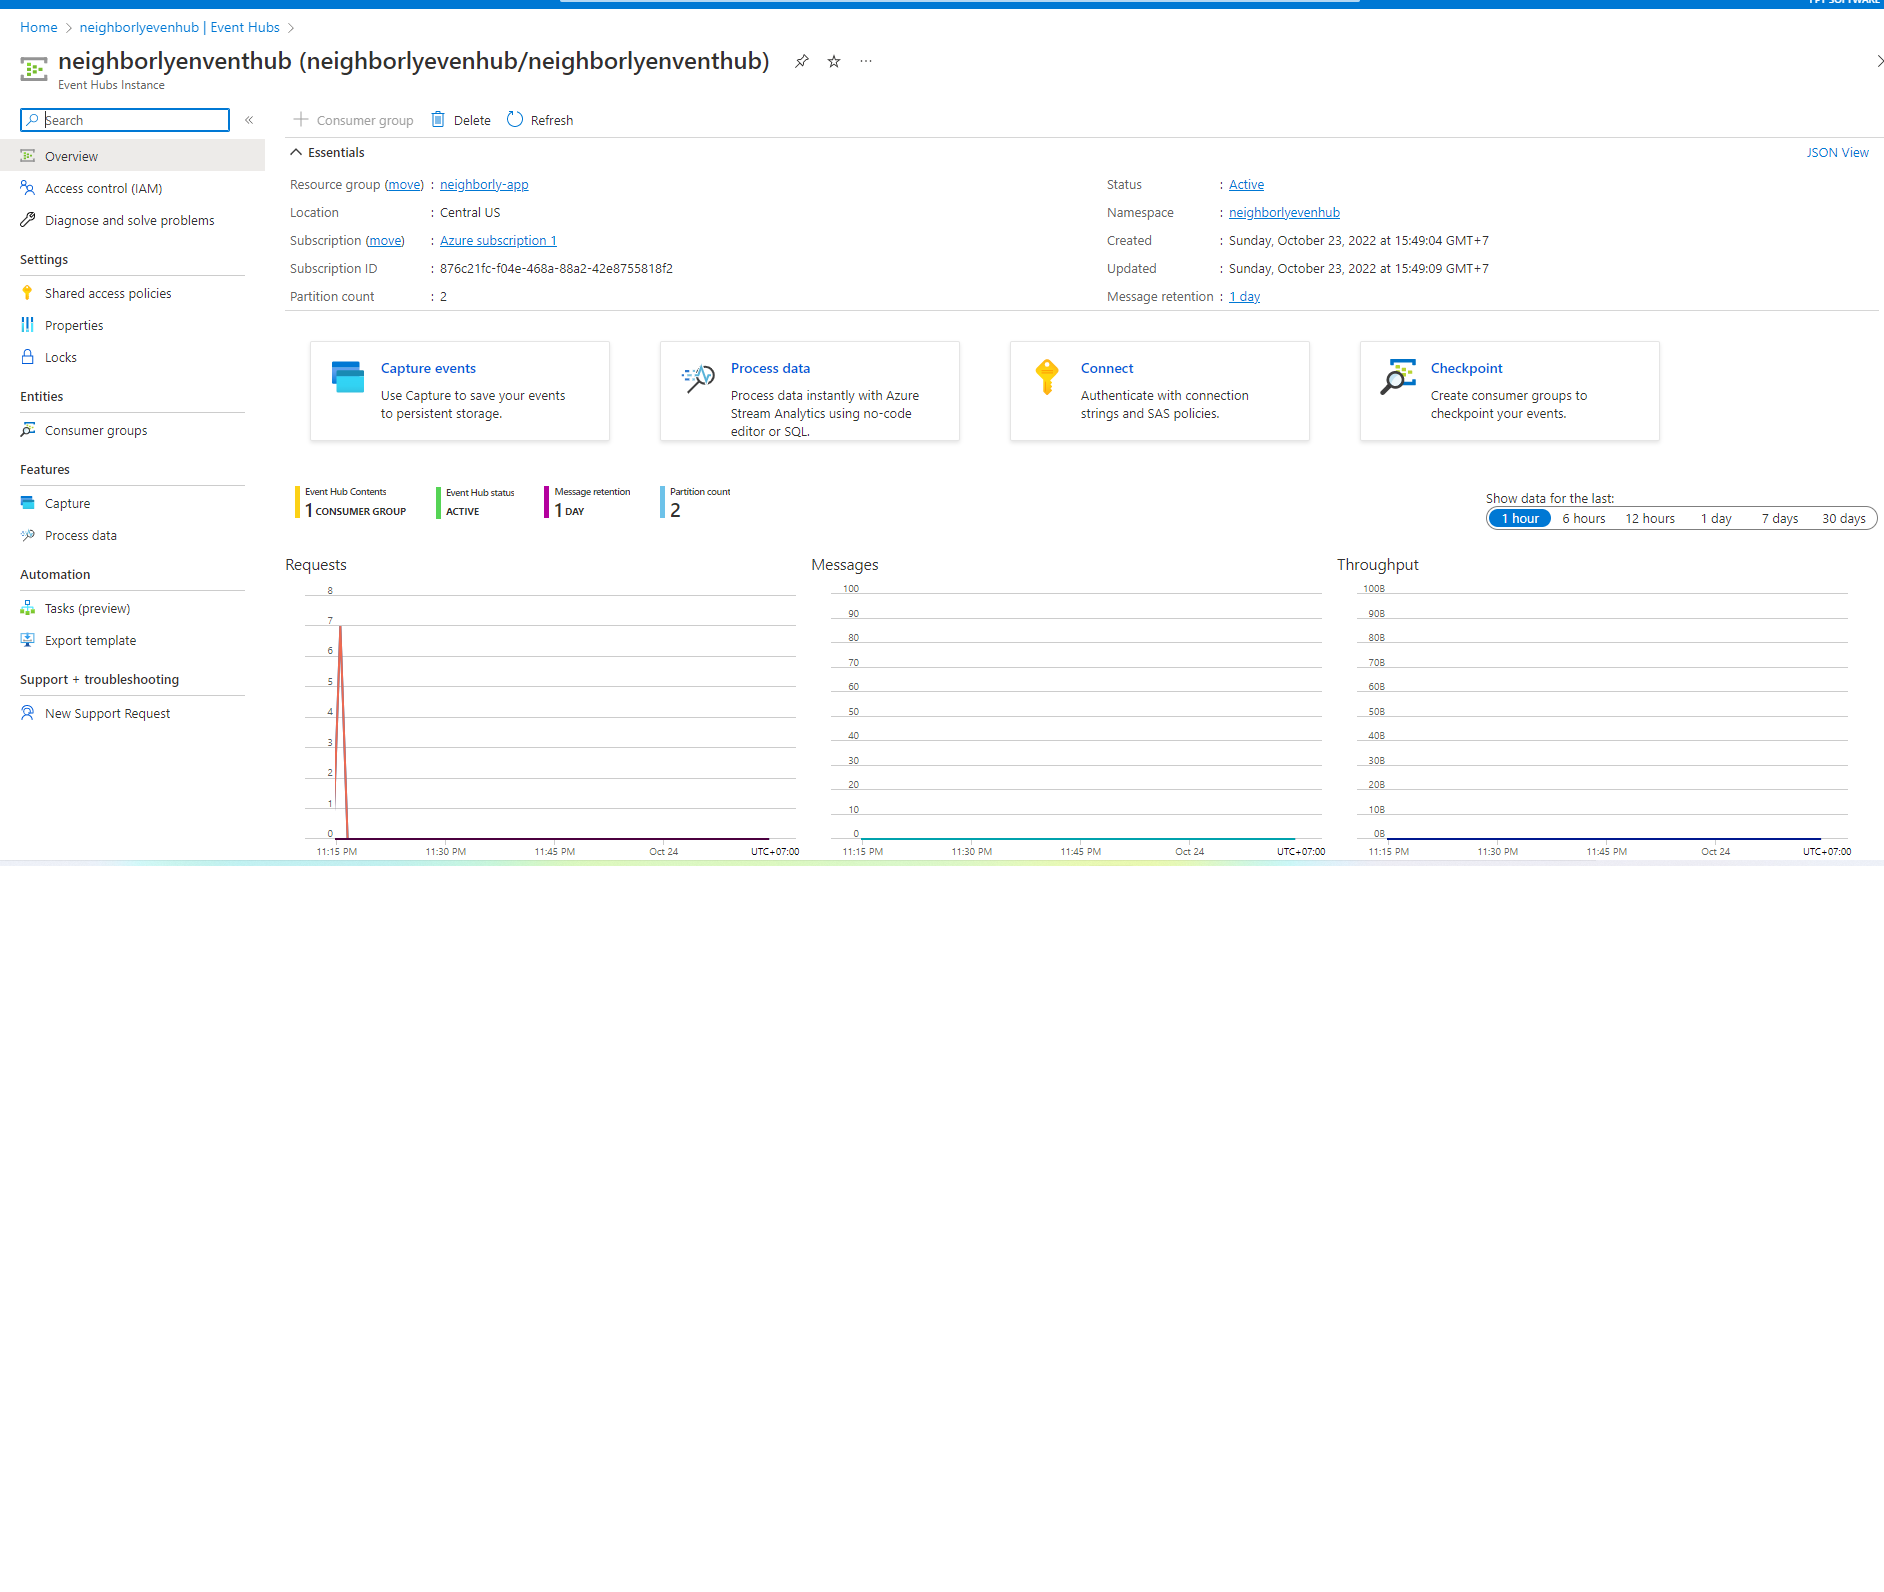 Home > neighborlyevenhub | Event Hubs >
neighborlyenventhub (neighborlyevenhub/neighborlyenventhub)
Event Hubs Instance
Search
«
Overview
Access control (IAM)
Diagnose and solve problems
Settings
Shared access policies
Properties
Locks
Entities
Consumer groups
Features
Capture
Process data
Automation
Tasks (preview)
Export template
Support + troubleshooting
New Support Request
Consumer group Delete Refresh
Essentials
JSON View
Resource group (move) : neighborly-app
Location : Central US
Subscription (move) : Azure subscription 1
Subscription ID : 876c21fc-f04e-468a-88a2-42e8755818f2
Partition count : 2
Status : Active
Namespace : neighborlyevenhub
Created : Sunday, October 23, 2022 at 15:49:04 GMT+7
Updated : Sunday, October 23, 2022 at 15:49:09 GMT+7
Message retention : 1 day
Capture events
Use Capture to save your events
to persistent storage.
Process data
Process data instantly with Azure
Stream Analytics using no-code
editor or SQL.
Connect
Authenticate with connection
strings and SAS policies.
Checkpoint
Create consumer groups to
checkpoint your events.
Event Hub Contents
1 CONSUMER GROUP
Event Hub status
ACTIVE
Message retention
1 DAY
Partition count
2
Show data for the last:
1 hour 6 hours 12 hours 1 day 7 days 30 days
Requests
8
7
6
5
4
3
2
1
0
11:15 PM 11:30 PM 11:45 PM Oct 24 UTC+07:00
Messages
100
90
80
70
60
50
40
30
20
10
0
11:15 PM 11:30 PM 11:45 PM Oct 24 UTC+07:00
Throughput
100B
90B
80B
70B
60B
50B
40B
30B
20B
10B
0B
11:15 PM 11:30 PM 11:45 PM Oct 24 UTC+07:00